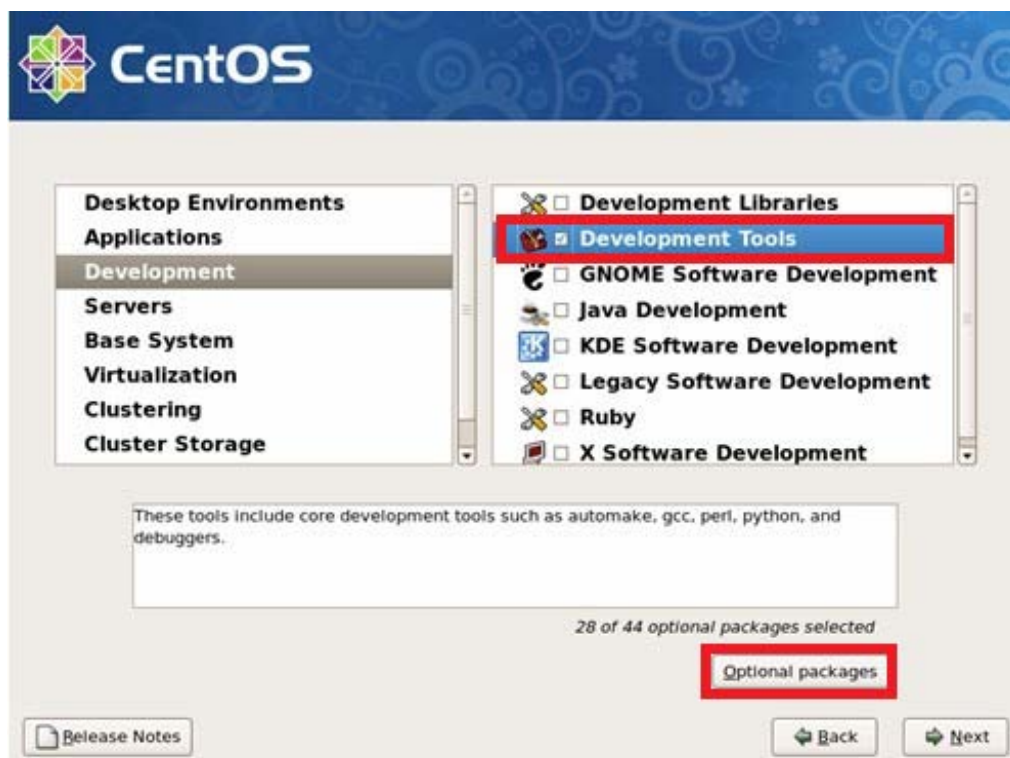 CentOS
Desktop Environments
Applications
Development
Servers
Base System
Virtualization
Clustering
Cluster Storage
Development Libraries
Development Tools
GNOME Software Development
Java Development
KDE Software Development
Legacy Software Development
Ruby
X Software Development
These tools include core development tools such as automake, gcc, perl, python, and
debuggers.
28 of 44 optional packages selected
Optional packages
Release Notes
Back
Next